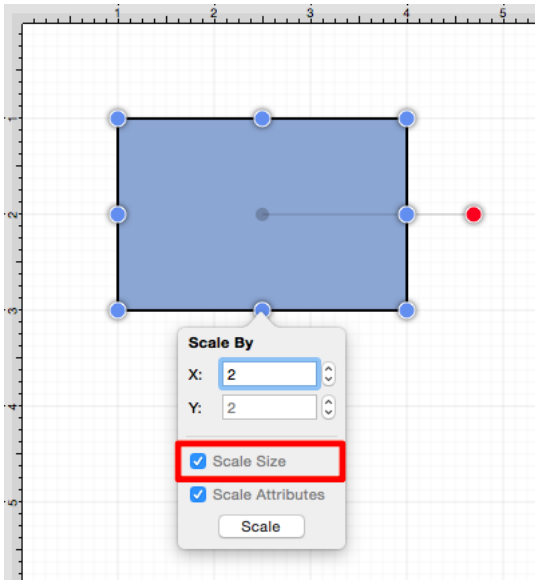 1 2 3 4 5
1
2
3
4
5
Scale By
X: 2
Y: 2
Scale Size
Scale Attributes
Scale